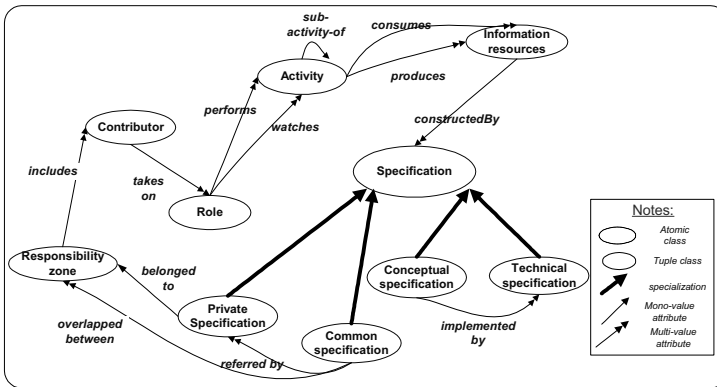 sub-
activity-of
consumes
Information
resources
Activity
produces
performs
watches
constructedBy
Contributor
includes
takes
on
Role
Specification
Notes:
Atomic
class
Tuple class
specialization
Mono-value
attribute
Multi-value
attribute
Responsibility
zone
belonged
to
Conceptual
specification
Technical
specification
Private
Specification
overlapped
between
implemented
by
Common
specification
referred by